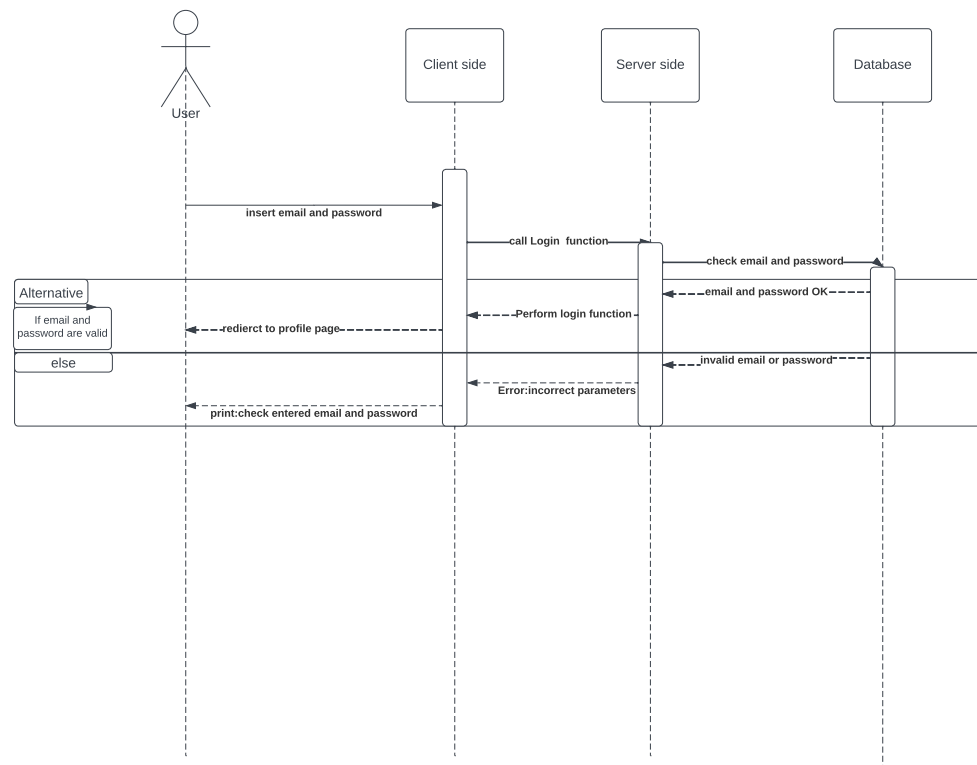 User
Client side
Server side
Database
insert email and password
call Login function
check email and password
Alternative
email and password OK
If email and
password are valid
Perform login function
redierct to profile page
else
invalid email or password
Error:incorrect parameters
print:check entered email and password